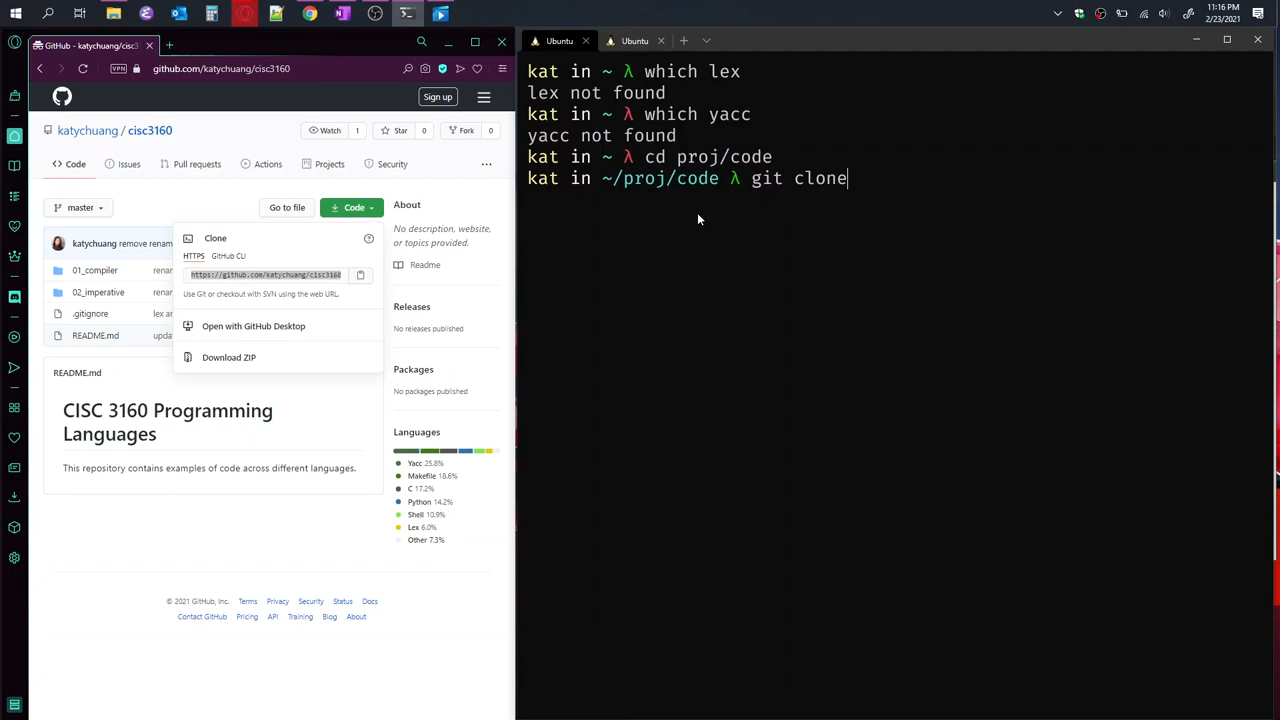 11:16 PM
2/23/2021
GitHub - katychuang/cisc3
VPN
github.com/katychuang/cisc3160
Sign up
katychuang / cisc3160
Watch 1
Star 0
Fork 0
Code
Issues
Pull requests
Actions
Projects
Security
master
Go to file
Code
katychuang remove renam
01_compiler
renar
02_imperative
renar
.gitignore
lex ar
README.md
updat
Clone
HTTPS
GitHub CLI
https://github.com/katychuang/cisc3160
Use Git or checkout with SVN using the web URL.
Open with GitHub Desktop
Download ZIP
README.md
CISC 3160 Programming
Languages
This repository contains examples of code across different languages.
About
No description, website,
or topics provided.
Readme
Releases
No releases published
Packages
No packages published
Languages
Yacc 25.8%
Makefile 18.6%
C 17.2%
Python 14.2%
Shell 10.9%
Lex 6.0%
Other 7.3%
© 2021 GitHub, Inc.
Terms
Privacy
Security
Status
Docs
Contact GitHub
Pricing
API
Training
Blog
About
Ubuntu
Ubuntu
kat in ~ λ which lex
lex not found
kat in ~ λ which yacc
yacc not found
kat in ~ λ cd proj/code
kat in ~/proj/code λ git clone